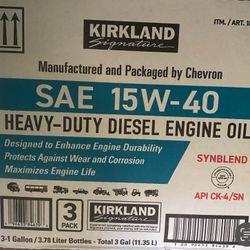 KIRKLAND
Signature
ITM. / ART.
Manufactured and Packaged by Chevron
SAE 15W-40
HEAVY-DUTY DIESEL ENGINE OIL
Designed to Enhance Engine Durability
Protects Against Wear and Corrosion
Maximizes Engine Life
SYNBLEND
API CK-4/SN
3
PACK
KIRKLAND
Signature
3-1 Gallon / 3.78 Liter Bottles - Total 3 Gal (11.35 L)